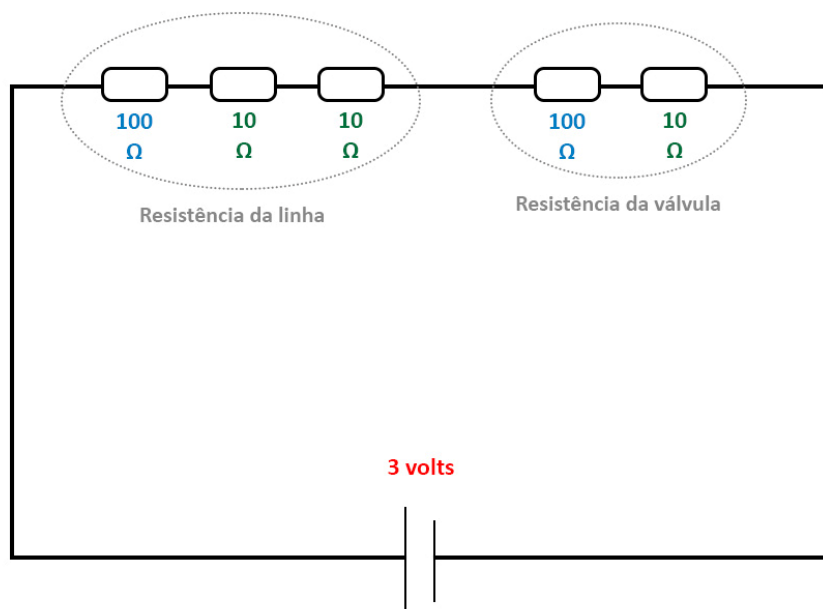 100 10 10 100 10
Ω Ω Ω Ω Ω
Resistência da linha
Resistência da válvula
3 volts